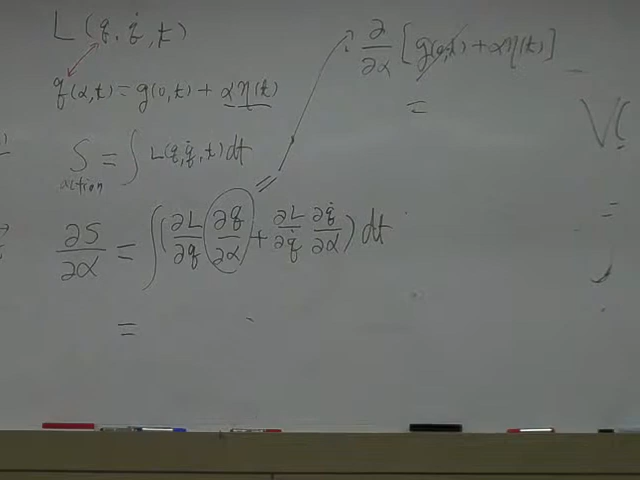 L(q, q̇, t)
q(α,t) = q(0,t) + αη(t)
S = ∫ L(q, q̇, t) dt
action
∂S/∂α = ∫ (∂L/∂q ∂q/∂α + ∂L/∂q̇ ∂q̇/∂α) dt
=
∂/∂α [q(0,t) + αη(t)]
=
V(
=